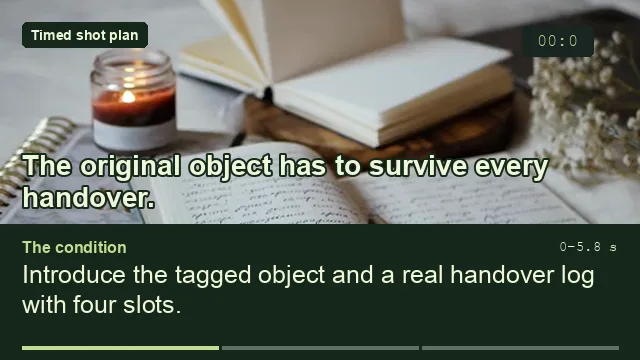 Timed shot plan
00:0
The original object has to survive every
handover.
The condition
0–5.8 s
Introduce the tagged object and a real handover log
with four slots.